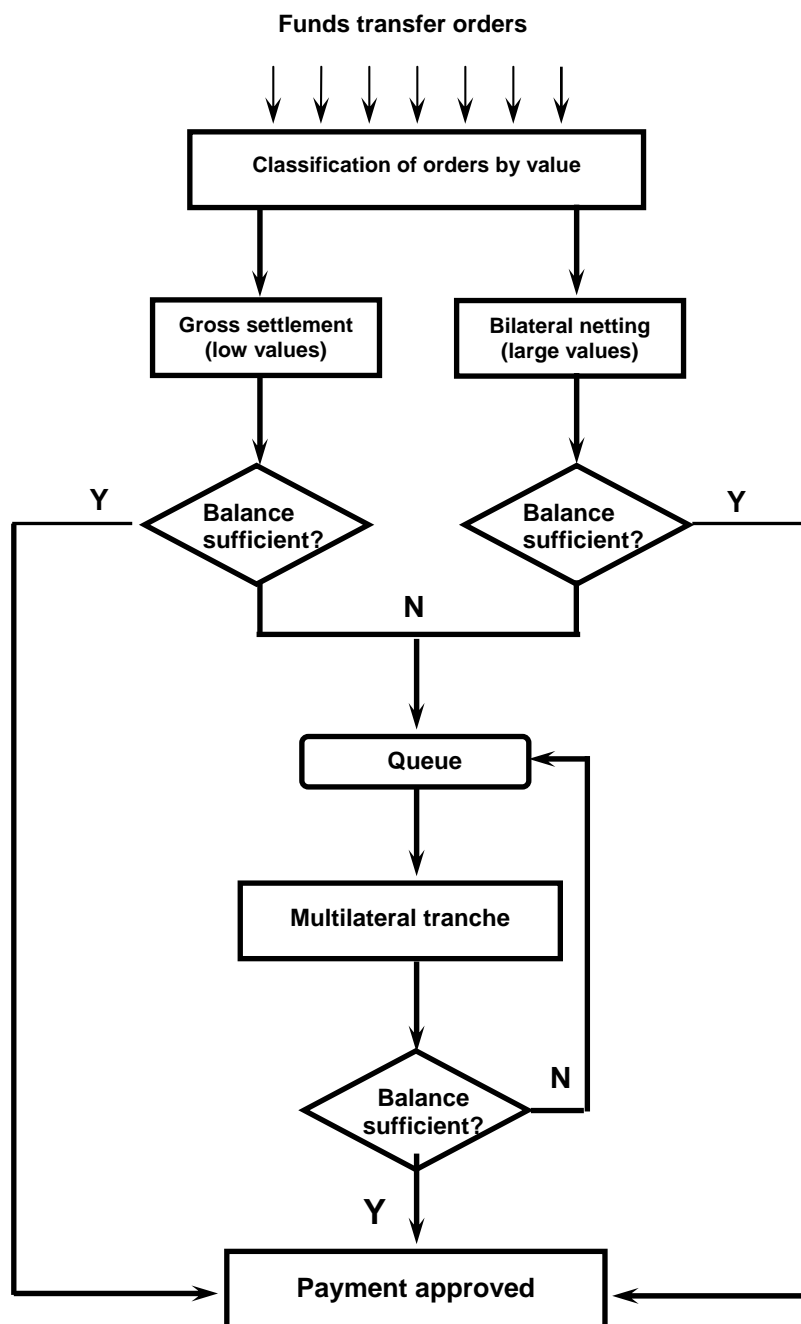 Funds transfer orders
Classification of orders by value
Gross settlement
(low values)
Bilateral netting
(large values)
Y
Balance
sufficient?
Balance
sufficient?
Y
N
Queue
Multilateral tranche
Balance
sufficient?
N
Y
Payment approved